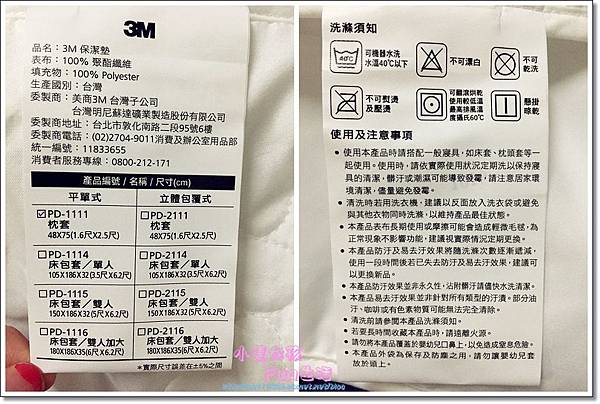 3M
品名：3M 保潔墊
表布：100% 聚酯纖維
填充物：100% Polyester
生產國別：台灣
委製商：美商3M 台灣子公司
台灣明尼蘇達礦業製造股份有限公司
委製商地址：台北市敦化南路二段95號6樓
委製商電話：(02)2704-9011消費及辦公室用品部
統一編號：11833655
消費者服務專線：0800-212-171
產品編號 / 名稱 / 尺寸(cm)
平單式 立體包覆式
☑PD-1111 枕套 48X75(1.6尺X2.5尺)
☐PD-2111 枕套 48X75(1.6尺X2.5尺)
☐PD-1114 床包套／單人 105X186X32(3.5尺X6.2尺)
☐PD-2114 床包套／單人 105X186X32(3.5尺X6.2尺)
☐PD-1115 床包套／雙人 150X186X32(5尺X6.2尺)
☐PD-2115 床包套／雙人 150X186X32(5尺X6.2尺)
☐PD-1116 床包套／雙人加大 180X186X35(6尺X6.2尺)
☐PD-2116 床包套／雙人加大 180X186X35(6尺X6.2尺)
*實際尺寸誤差在±5%之間
洗滌須知
40℃
可機器水洗
水溫40℃以下
不可漂白
不可
乾洗
不可熨燙
及壓燙
可翻滾烘乾
使用較低溫
最高排風溫
度攝氏60℃
懸掛
晾乾
使用及注意事項
• 使用本產品時請搭配一般寢具，如床套、枕頭套等一
起使用。使用時，請依實際使用狀況定期洗以保持寢
具的清潔，髒汙或潮濕可能導致發霉，請注意居家環
境清潔，儘量避免發霉。
• 清洗時若用洗衣機，建議以反面放入洗衣袋或避免
與其他衣物同時洗滌，以維持產品最佳狀態。
• 本產品表布長期使用或摩擦可能會造成輕微毛毬，為
正常現象不影響功能，建議視實際情況定期更換。
• 本產品防汙及易去汙效果將隨洗滌次數逐漸遞減，
使用一段時間後若已失去防汙及易去汙效果，建議可
以更換新品。
• 本產品防汙效果並非永久性，沾附髒汙請儘快水洗清潔。
• 本產品易去汙效果並非針對所有類型的汙漬。部分油
汙、咖啡或有色素物質可能無法完全清除。
• 清洗前請參閱本產品洗滌須知。
• 若要長時間收藏本產品時，請遠離火源。
• 請勿將本產品覆蓋於嬰幼兒口鼻上，以免造成窒息危險。
• 本產品外袋為保存及防塵之用，請勿讓嬰幼兒套
放於頭上。